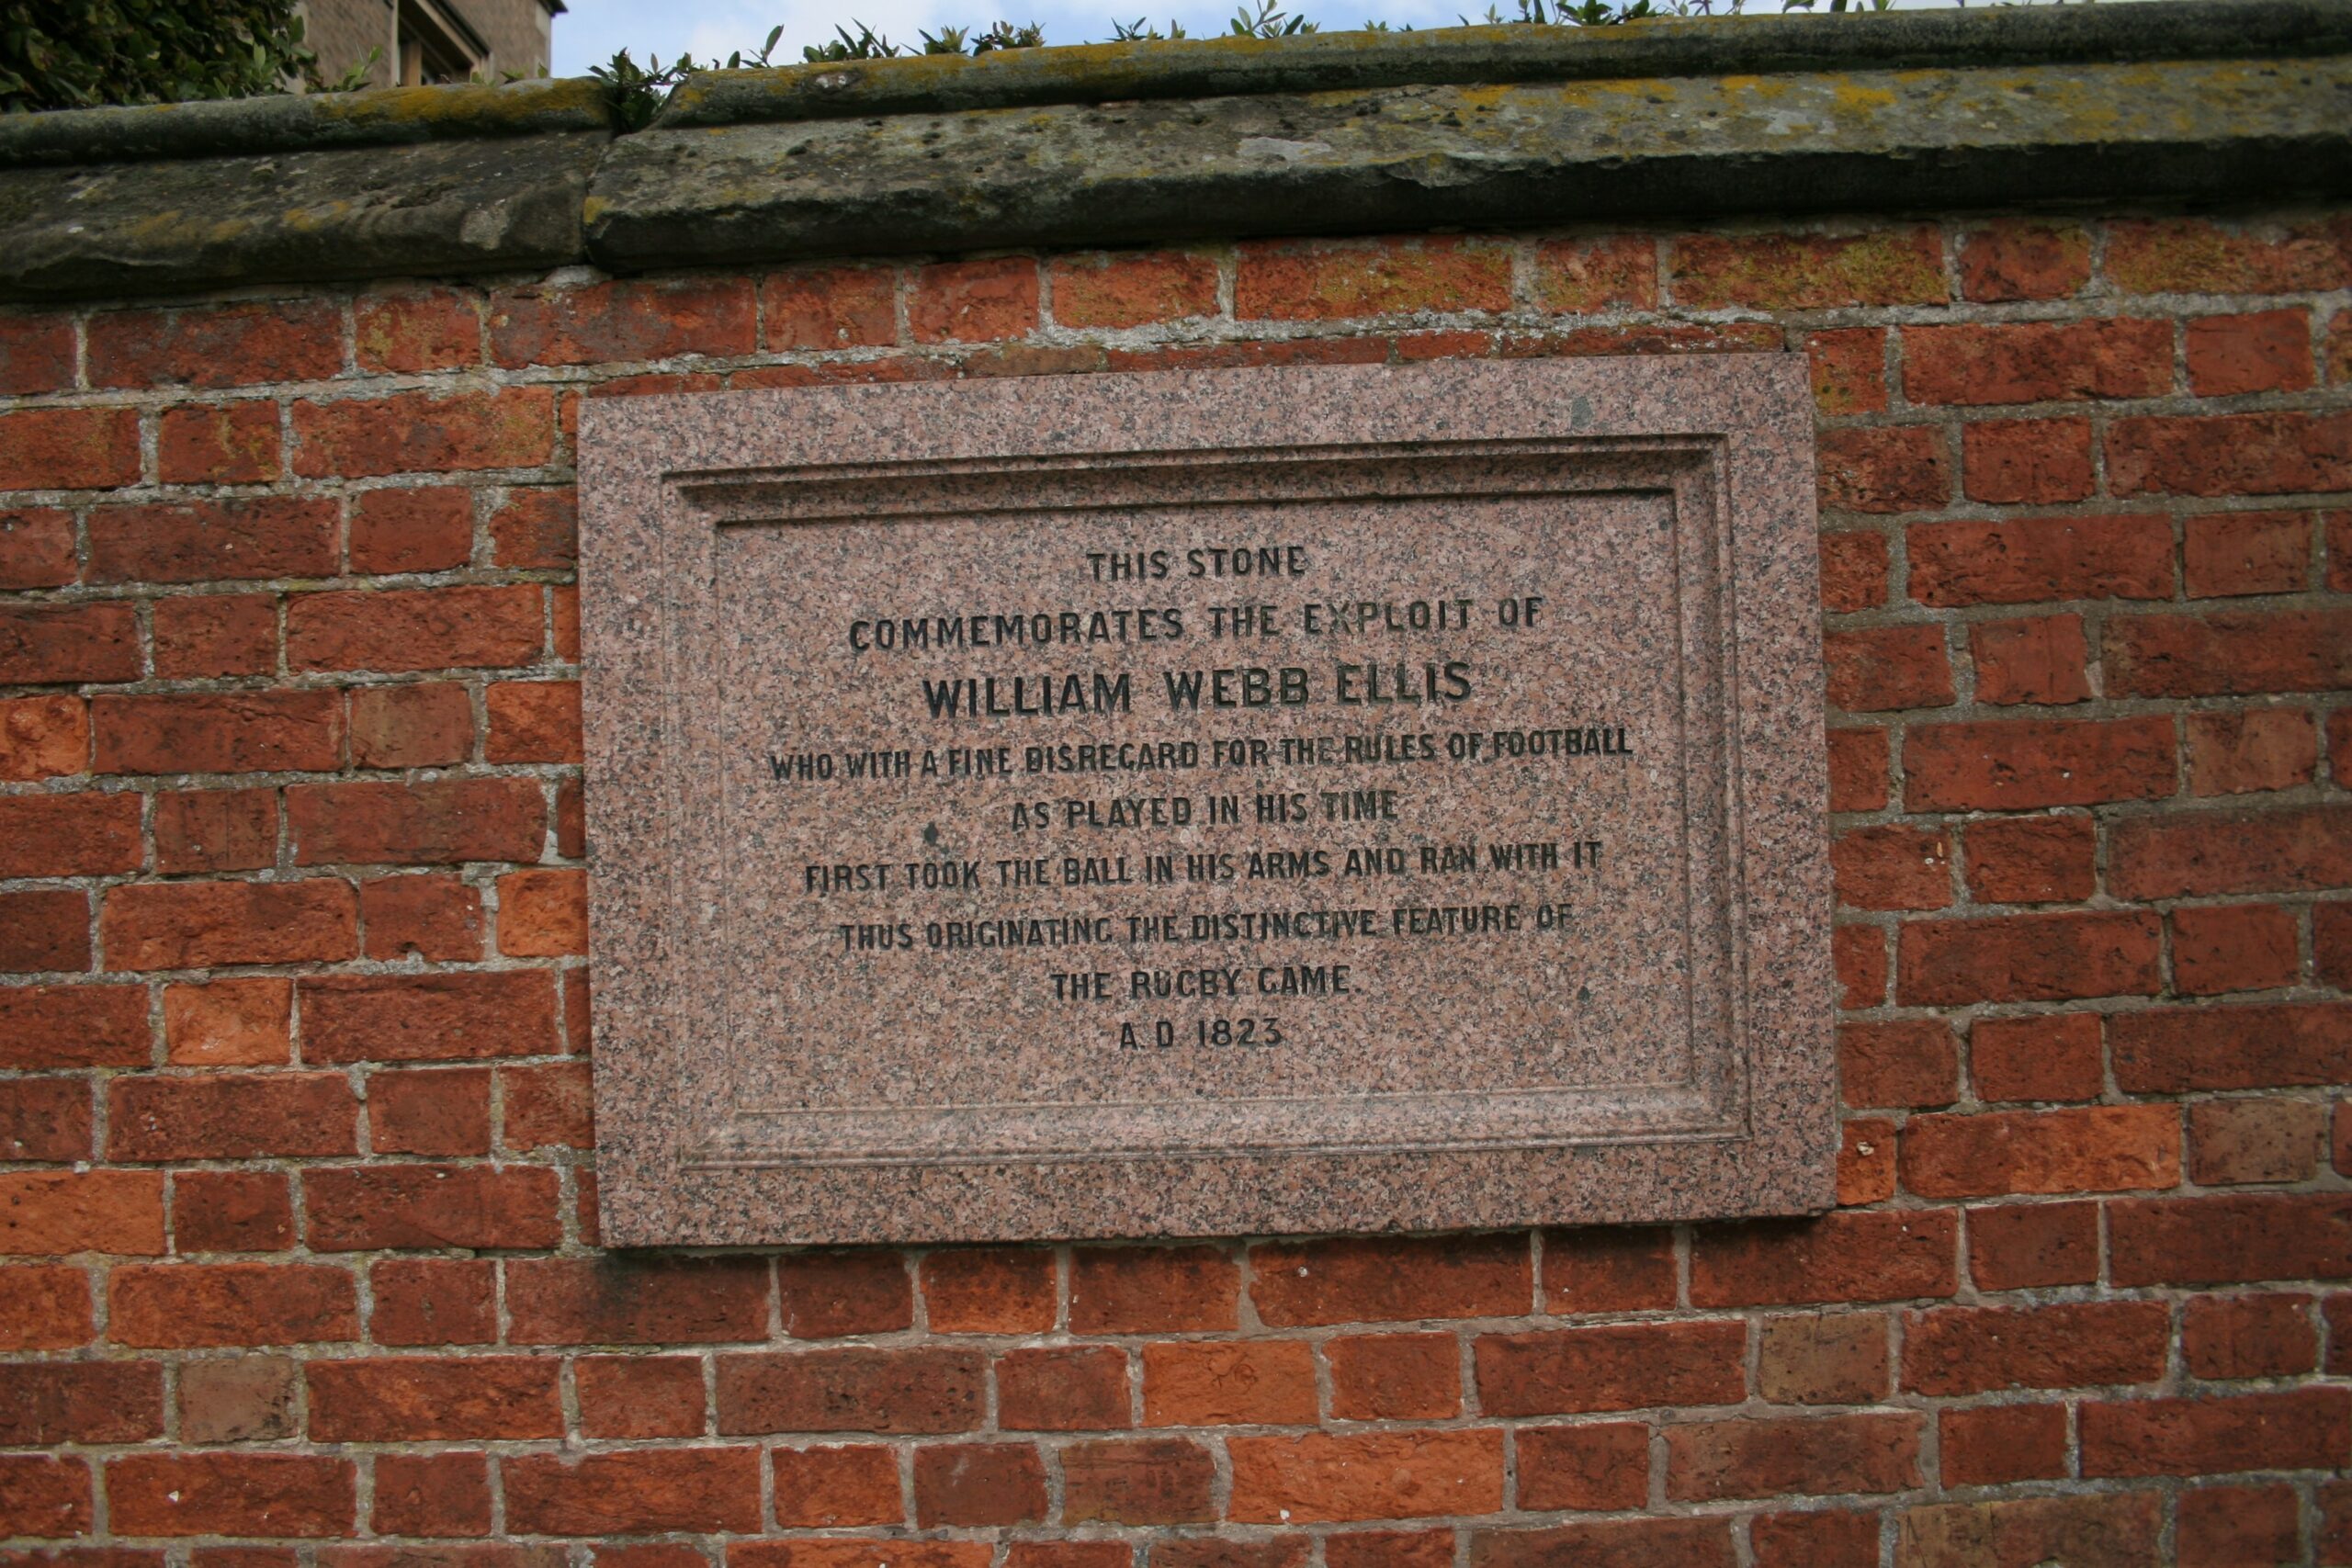 THIS STONE
COMMEMORATES THE EXPLOIT OF
WILLIAM WEBB ELLIS
WHO WITH A FINE DISREGARD FOR THE RULES OF FOOTBALL
AS PLAYED IN HIS TIME
FIRST TOOK THE BALL IN HIS ARMS AND RAN WITH IT
THUS ORIGINATING THE DISTINCTIVE FEATURE OF
THE RUGBY GAME.
A.D 1823